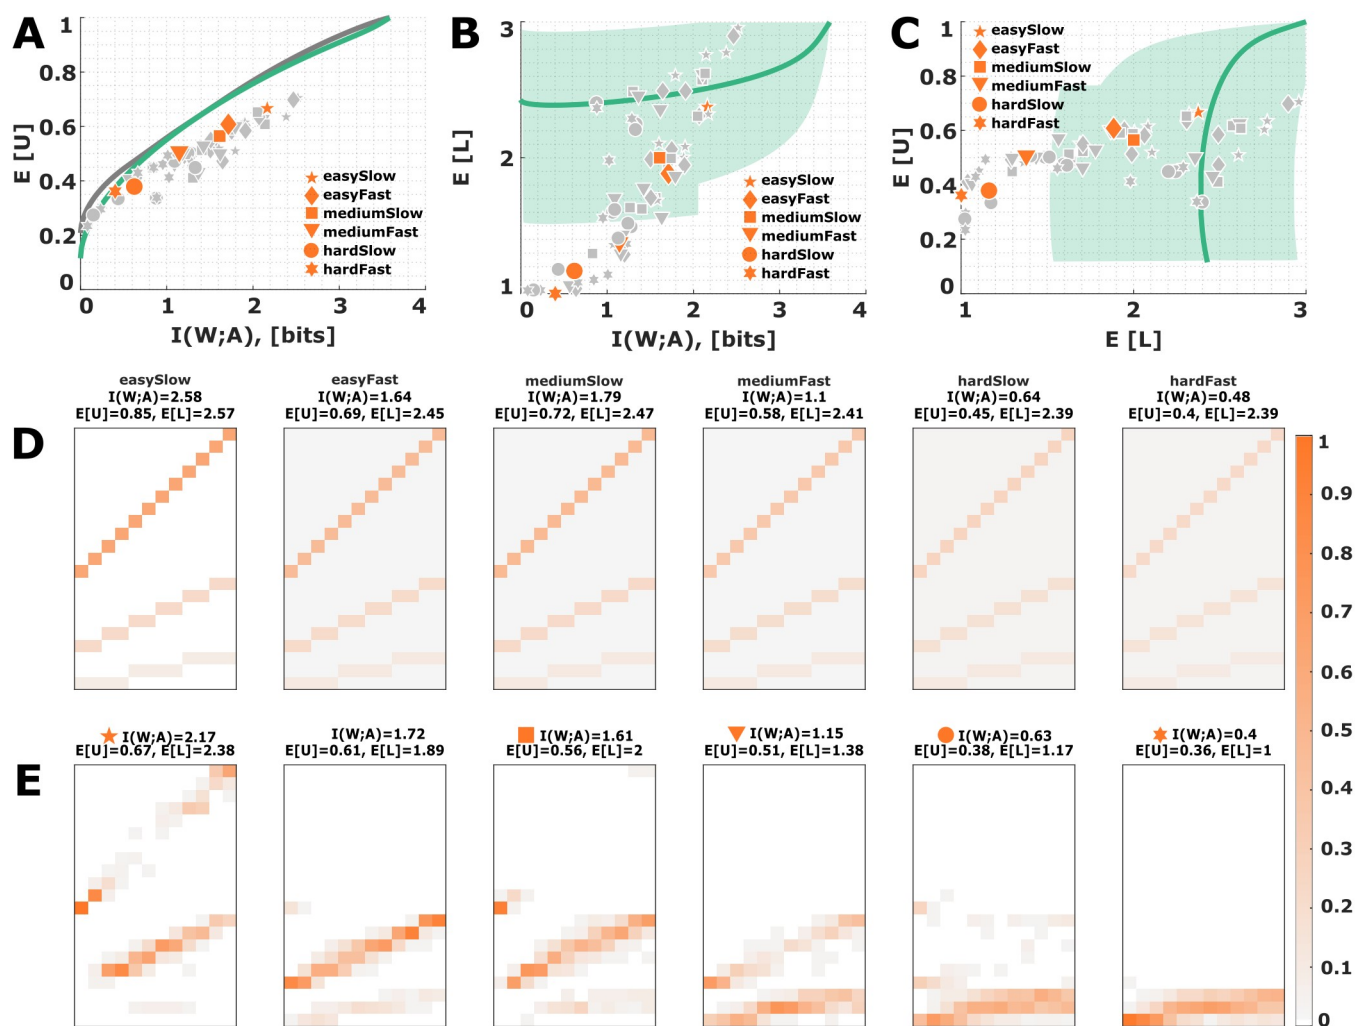 A
E [U]
1
0.8
0.6
0.4
0.2
0
0 1 2 3 4
I(W;A), [bits]
easySlow
easyFast
mediumSlow
mediumFast
hardSlow
hardFast
B
E [L]
3
2
1
0 1 2 3 4
I(W;A), [bits]
easySlow
easyFast
mediumSlow
mediumFast
hardSlow
hardFast
C
E [U]
1
0.8
0.6
0.4
0.2
0
1 2 3
E [L]
easySlow
easyFast
mediumSlow
mediumFast
hardSlow
hardFast
D
easySlow
I(W;A)=2.58
E[U]=0.85, E[L]=2.57
easyFast
I(W;A)=1.64
E[U]=0.69, E[L]=2.45
mediumSlow
I(W;A)=1.79
E[U]=0.72, E[L]=2.47
mediumFast
I(W;A)=1.1
E[U]=0.58, E[L]=2.41
hardSlow
I(W;A)=0.64
E[U]=0.45, E[L]=2.39
hardFast
I(W;A)=0.48
E[U]=0.4, E[L]=2.39
E
I(W;A)=2.17
E[U]=0.67, E[L]=2.38
I(W;A)=1.72
E[U]=0.61, E[L]=1.89
I(W;A)=1.61
E[U]=0.56, E[L]=2
I(W;A)=1.15
E[U]=0.51, E[L]=1.38
I(W;A)=0.63
E[U]=0.38, E[L]=1.17
I(W;A)=0.4
E[U]=0.36, E[L]=1
1
0.9
0.8
0.7
0.6
0.5
0.4
0.3
0.2
0.1
0